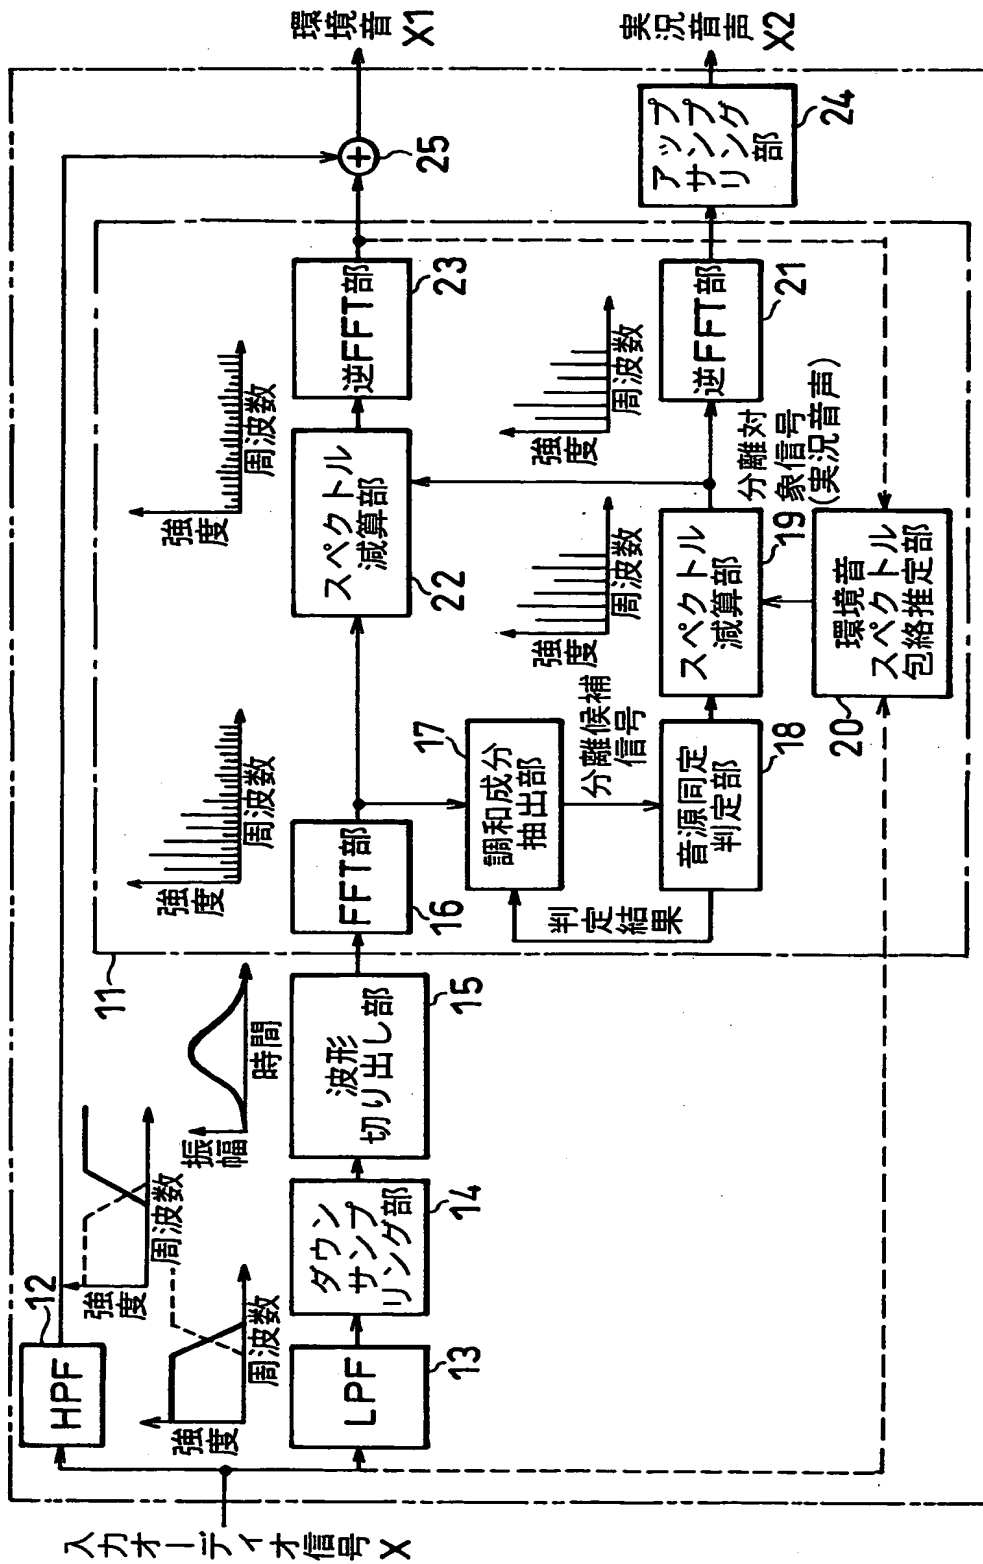 入力オーディオ信号 X
HPF
12
強度
周波数
強度
周波数
LPF
13
ダウン
サンプ
リング部
14
振幅
時間
波形
切り出し部
15
11
FFT部
16
強度
周波数
調和成分
抽出部
17
判定結果
分離候補
信号
音源同定
判定部
18
スペクトル
減算部
22
強度
周波数
強度
周波数
スペクトル
減算部
19
環境音
スペクトル
包絡推定部
20
分離対
象信号
(実況音声)
強度
周波数
逆FFT部
23
逆FFT部
21
25
アップ
サンプ
リング
部
24
環境音
X1
実況音声
X2